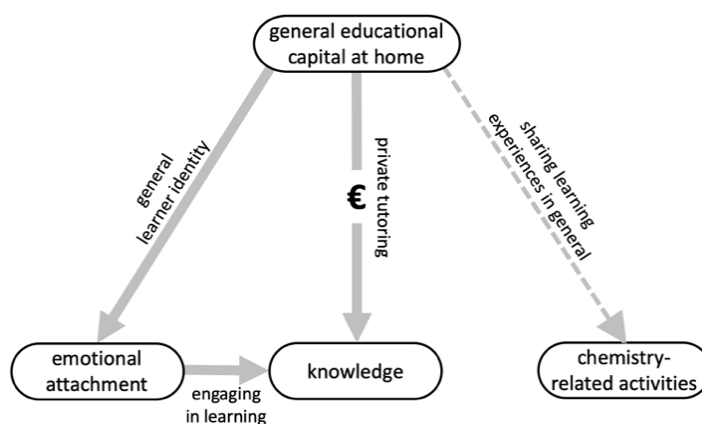 general educational
capital at home
general
learner identity
€
private tutoring
sharing learning
experiences in general
emotional
attachment
engaging
in learning
knowledge
chemistry-
related activities